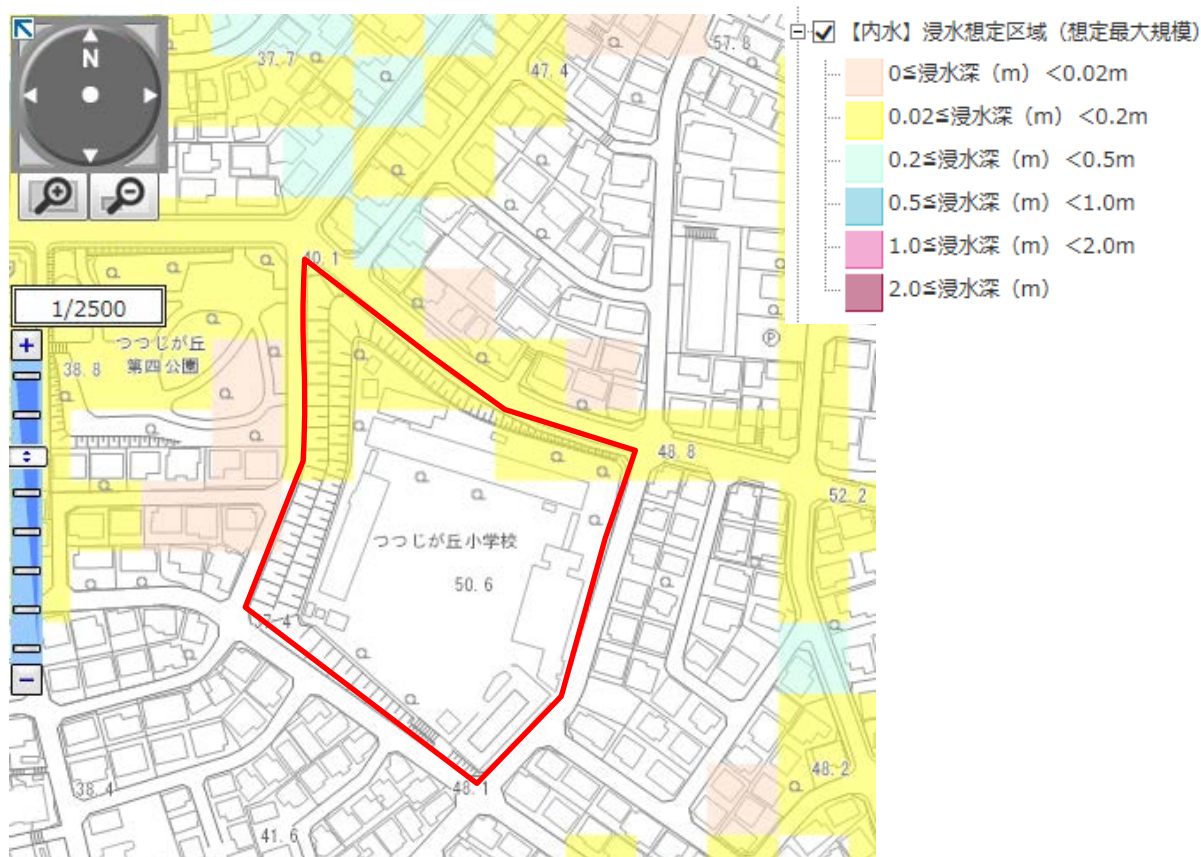 N
1/2500
+
−
37.7
47.4
57.8
40.1
つつじが丘
第四公園
38.8
P
48.8
52.2
つつじが丘小学校
50.6
37.4
48.1
48.2
38.4
41.6
【内水】浸水想定区域（想定最大規模）
0≦浸水深（m）＜0.02m
0.02≦浸水深（m）＜0.2m
0.2≦浸水深（m）＜0.5m
0.5≦浸水深（m）＜1.0m
1.0≦浸水深（m）＜2.0m
2.0≦浸水深（m）